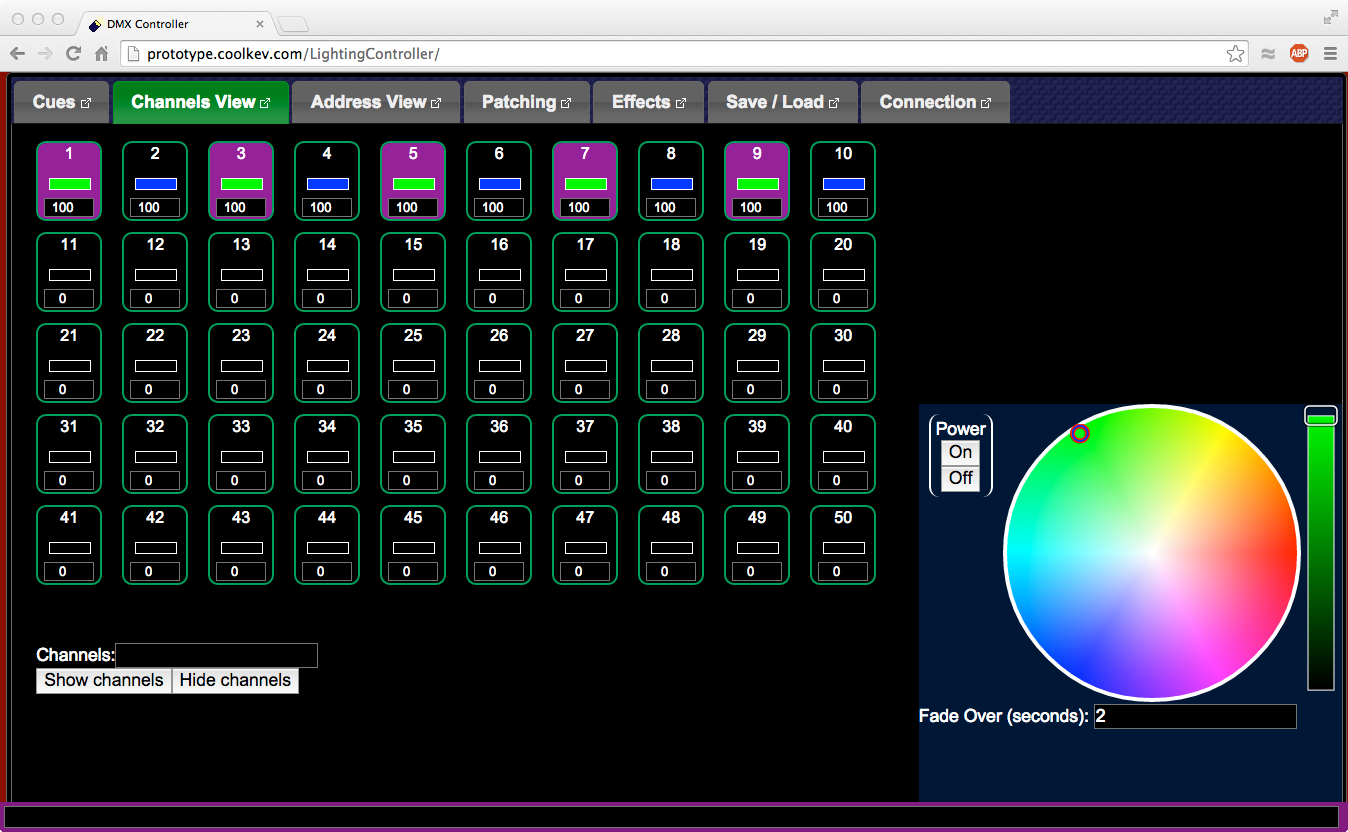 DMX Controller
prototype.coolkev.com/LightingController/
ABP
Cues Channels View Address View Patching Effects Save / Load Connection
1 2 3 4 5 6 7 8 9 10
100 100 100 100 100 100 100 100 100 100
11 12 13 14 15 16 17 18 19 20
0 0 0 0 0 0 0 0 0 0
21 22 23 24 25 26 27 28 29 30
0 0 0 0 0 0 0 0 0 0
31 32 33 34 35 36 37 38 39 40
0 0 0 0 0 0 0 0 0 0
41 42 43 44 45 46 47 48 49 50
0 0 0 0 0 0 0 0 0 0
Channels:
Show channels Hide channels
Power
On
Off
Fade Over (seconds): 2